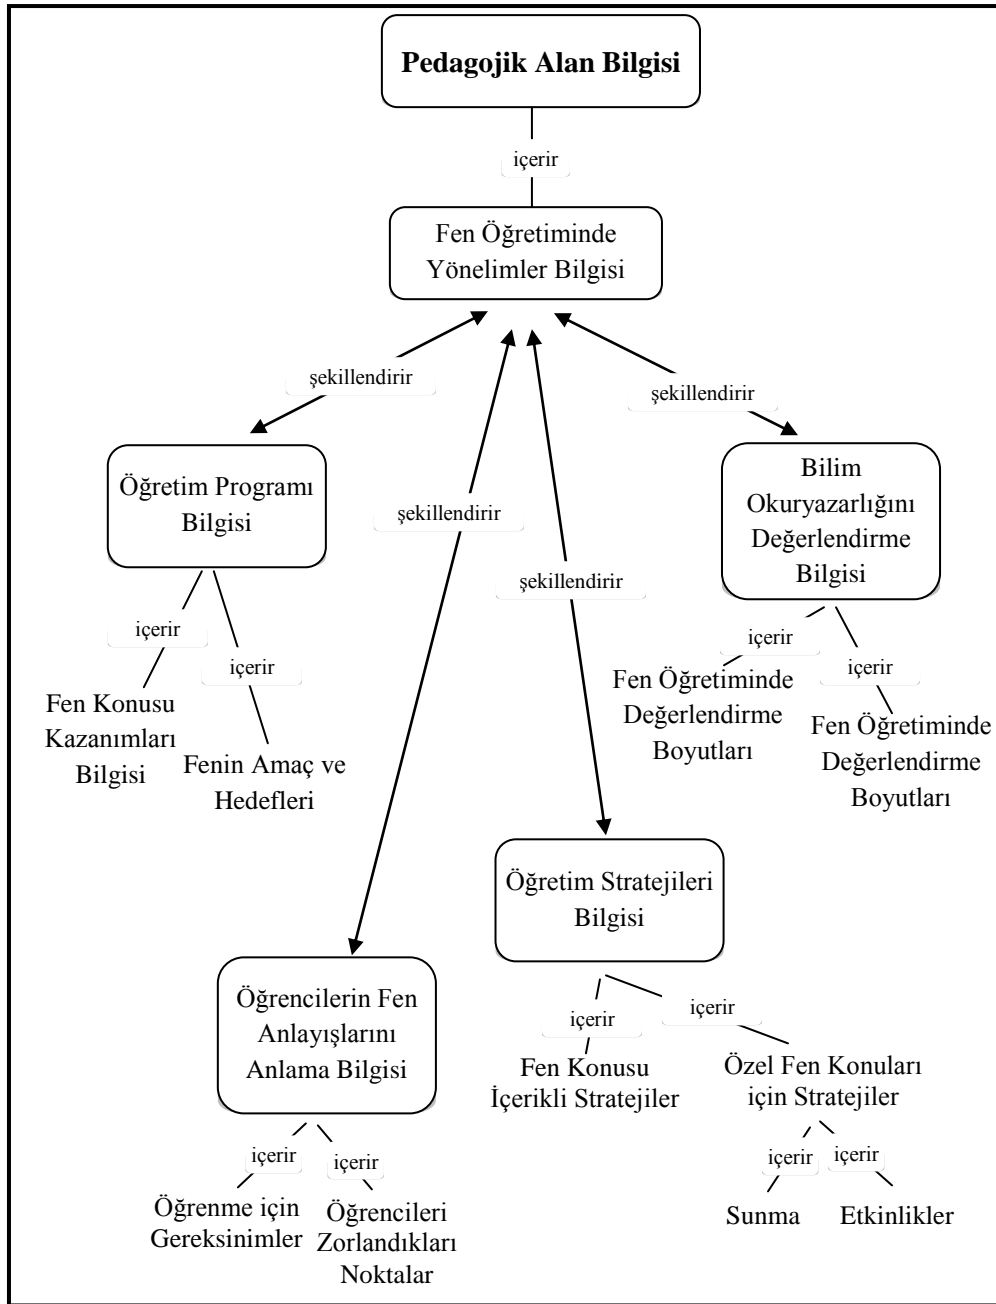 Pedagojik Alan Bilgisi
içerir
Fen Öğretiminde
Yönelimler Bilgisi
şekillendirir
şekillendirir
şekillendirir
şekillendirir
Öğretim Programı
Bilgisi
içerir
içerir
Fen Konusu
Kazanımları
Bilgisi
Fenin Amaç ve
Hedefleri
Bilim
Okuryazarlığını
Değerlendirme
Bilgisi
içerir
içerir
Fen Öğretiminde
Değerlendirme
Boyutları
Fen Öğretiminde
Değerlendirme
Boyutları
Öğretim Stratejileri
Bilgisi
içerir
içerir
Fen Konusu
İçerikli Stratejiler
Özel Fen Konuları
için Stratejiler
içerir
içerir
Sunma
Etkinlikler
Öğrencilerin Fen
Anlayışlarını
Anlama Bilgisi
içerir
içerir
Öğrenme için
Gereksinimler
Öğrencileri
Zorlandıkları
Noktalar